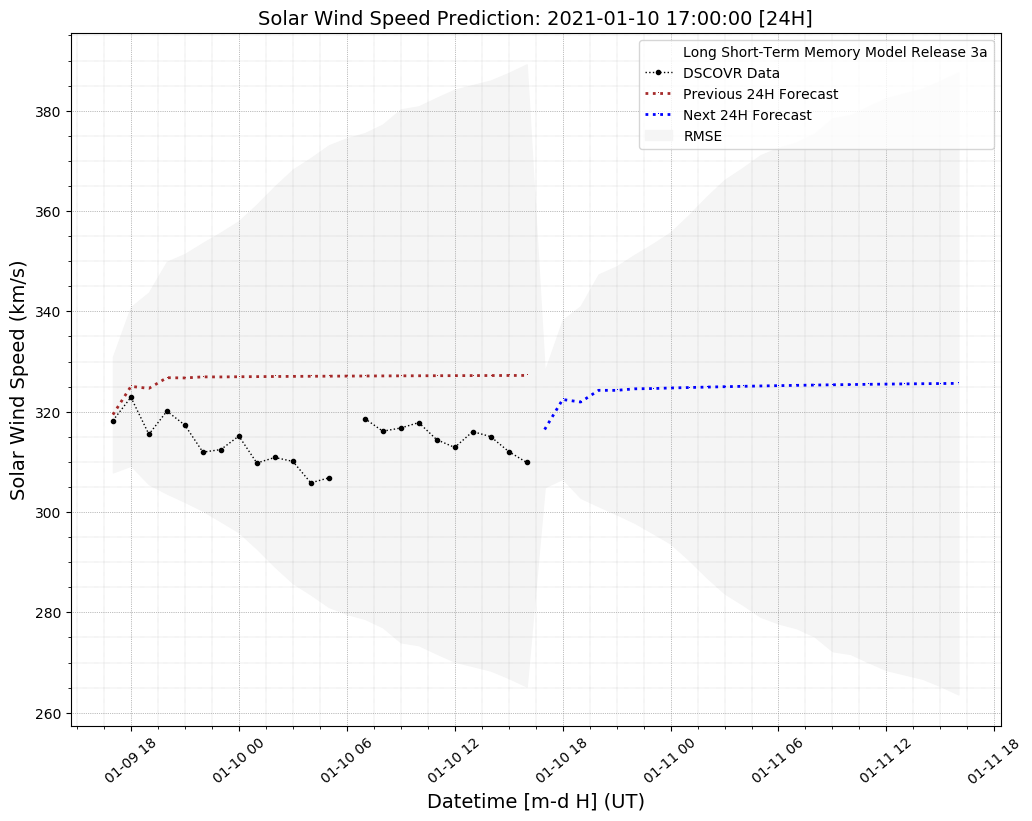 Solar Wind Speed Prediction: 2021-01-10 17:00:00 [24H]
Long Short-Term Memory Model Release 3a
DSCOVR Data
Previous 24H Forecast
Next 24H Forecast
RMSE
Solar Wind Speed (km/s)
380
360
340
320
300
280
260
01-09 18
01-10 00
01-10 06
01-10 12
01-10 18
01-11 00
01-11 06
01-11 12
01-11 18
Datetime [m-d H] (UT)